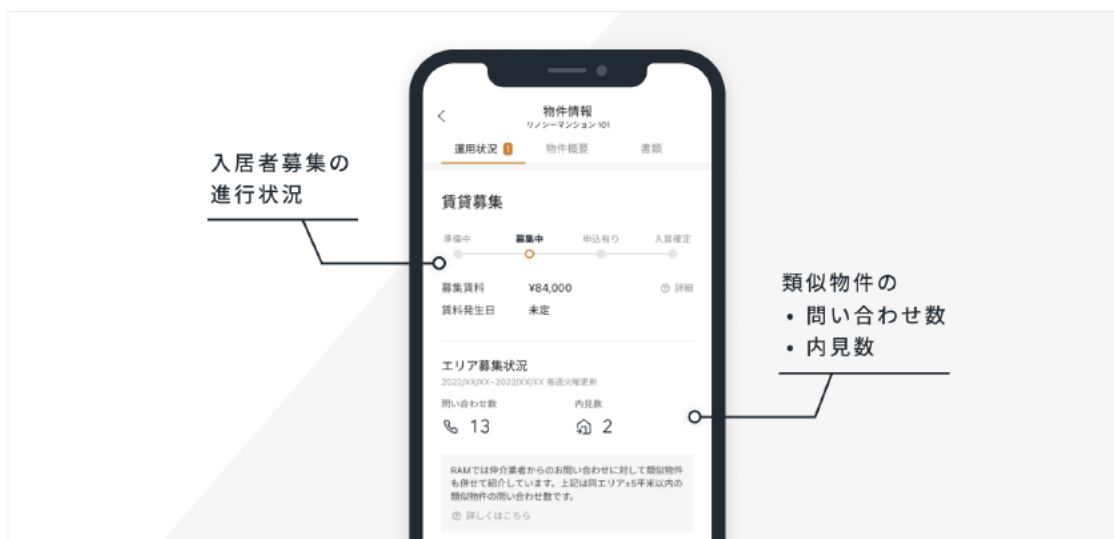 入居者募集の
進行状況
物件情報
リノシーマンション 101
運用状況 1 物件概要 書類
賃貸募集
準備中 募集中 申込有り 入居確定
募集賃料 ¥84,000 詳細
賃料発生日 未定
エリア募集状況
2022/XX/XX~2022/XX/XX 毎週火曜更新
問い合わせ数 内見数
13 2
RAMでは仲介業者からのお問い合わせに対して類似物件
も併せて紹介しています。上記は同エリア±5平米以内の
類似物件の問い合わせ数です。
詳しくはこちら
類似物件の
• 問い合わせ数
• 内見数